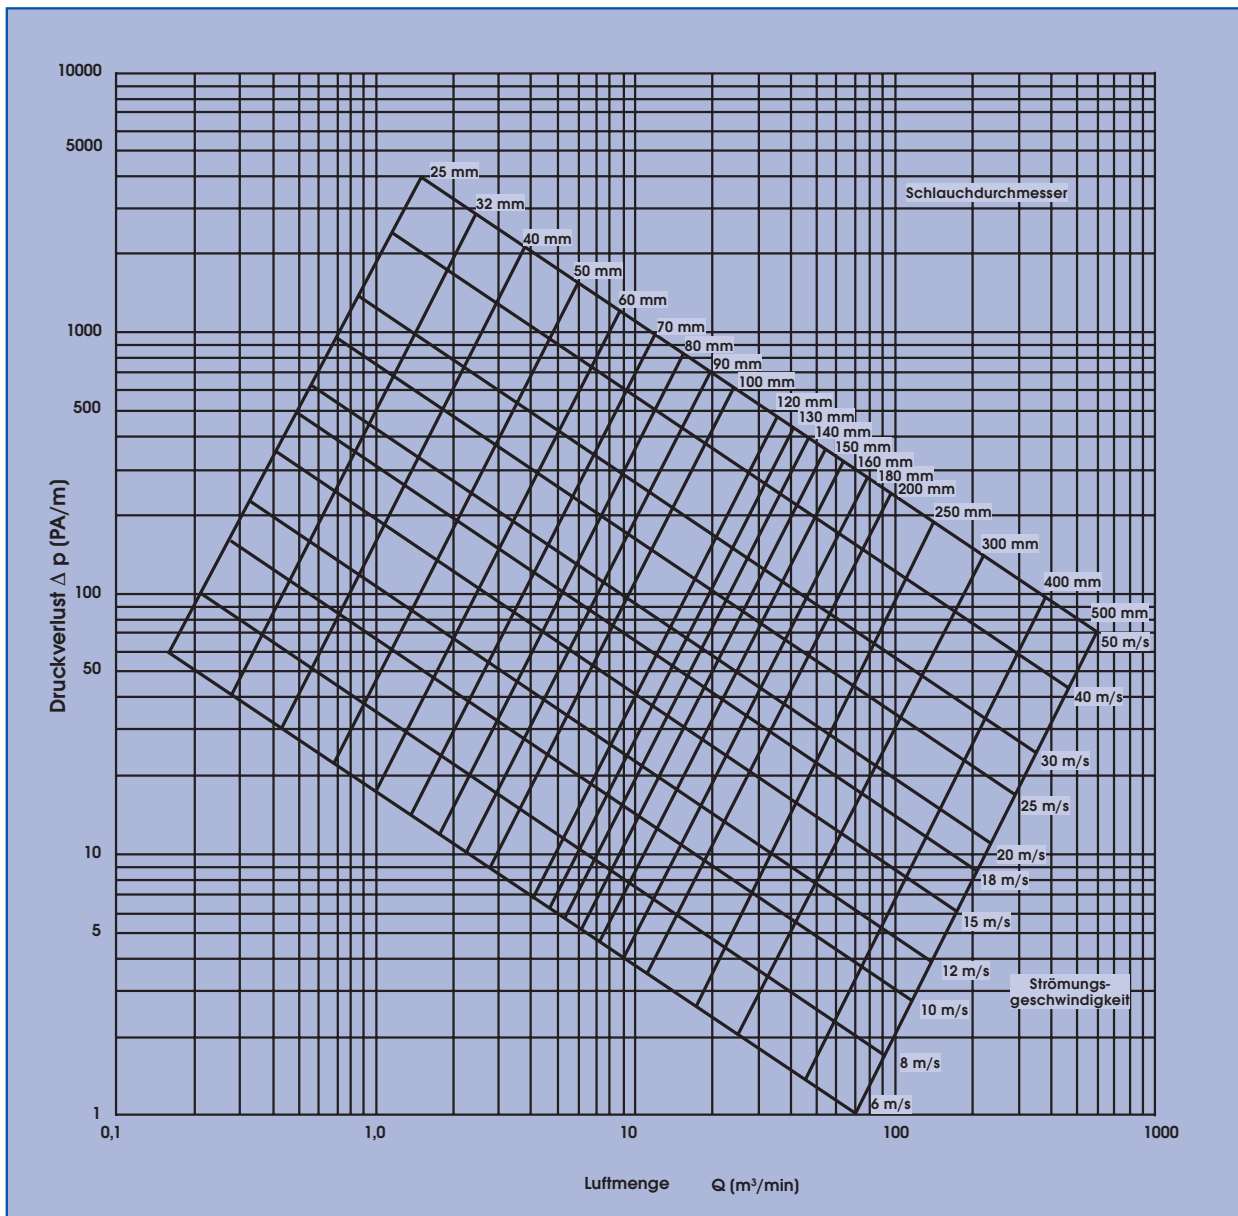 10000
5000
1000
500
100
50
10
5
1
Druckverlust Δ p (PA/m)
25 mm
32 mm
40 mm
50 mm
60 mm
70 mm
80 mm
90 mm
100 mm
120 mm
130 mm
140 mm
150 mm
160 mm
180 mm
200 mm
250 mm
300 mm
400 mm
500 mm
Schlauchdurchmesser
50 m/s
40 m/s
30 m/s
25 m/s
20 m/s
18 m/s
15 m/s
12 m/s
10 m/s
8 m/s
6 m/s
Strömungs-
geschwindigkeit
0,1
1,0
10
100
1000
Luftmenge Q (m³/min)